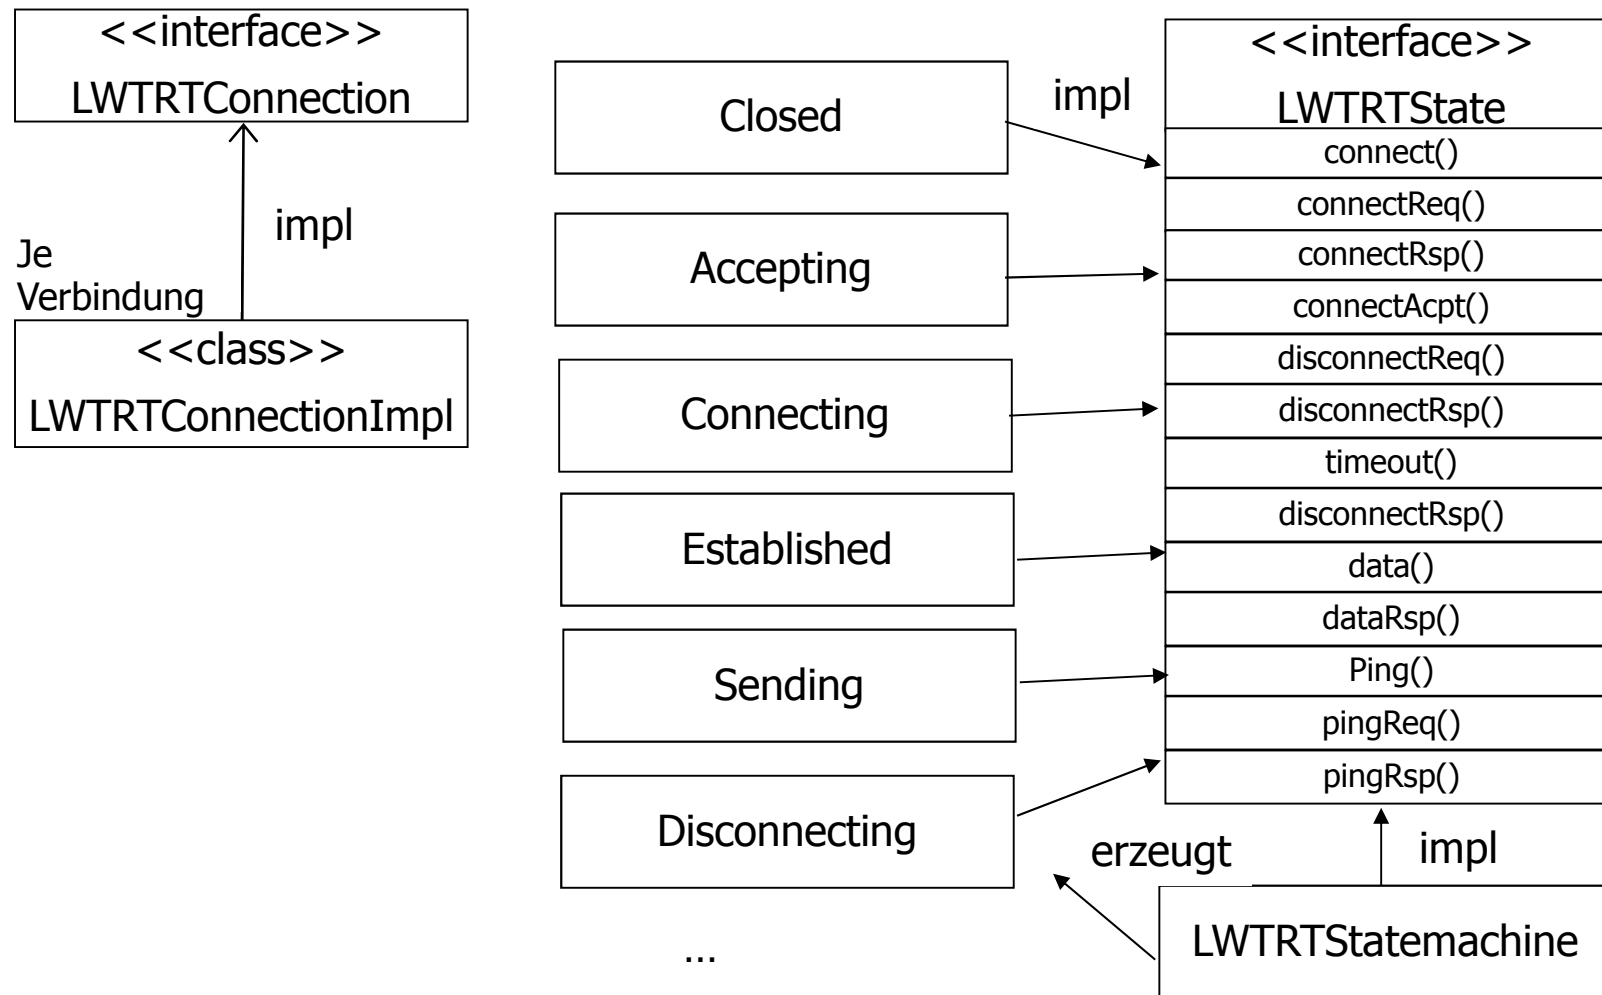 <<interface>>
LWTRTConnection
impl
Je
Verbindung
<<class>>
LWTRTConnectionImpl
Closed
Accepting
Connecting
Established
Sending
Disconnecting
...
impl
<<interface>>
LWTRTState
connect()
connectReq()
connectRsp()
connectAcpt()
disconnectReq()
disconnectRsp()
timeout()
disconnectRsp()
data()
dataRsp()
Ping()
pingReq()
pingRsp()
erzeugt
impl
LWTRTStatemachine